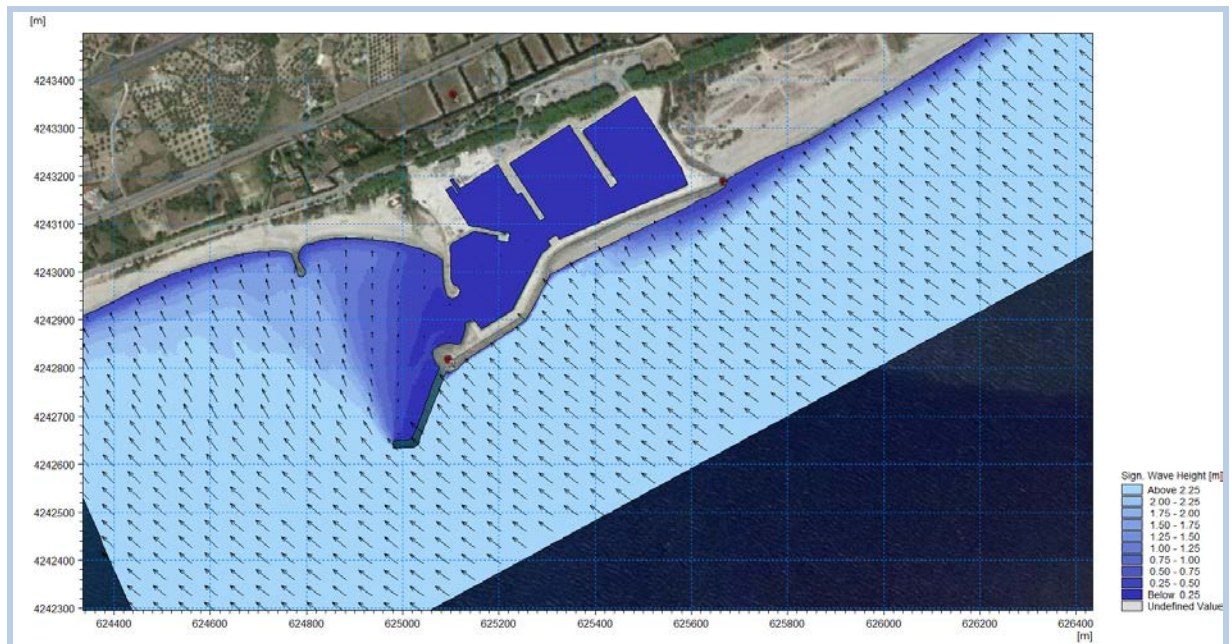 [m]
4243400
4243300
4243200
4243100
4243000
4242900
4242800
4242700
4242600
4242500
4242400
4242300
624400 624600 624800 625000 625200 625400 625600 625800 626000 626200 626400
[m]
Sign. Wave Height [m]
Above 2.25
2.00 - 2.25
1.75 - 2.00
1.50 - 1.75
1.25 - 1.50
1.00 - 1.25
0.75 - 1.00
0.50 - 0.75
0.25 - 0.50
Below 0.25
Undefined Value